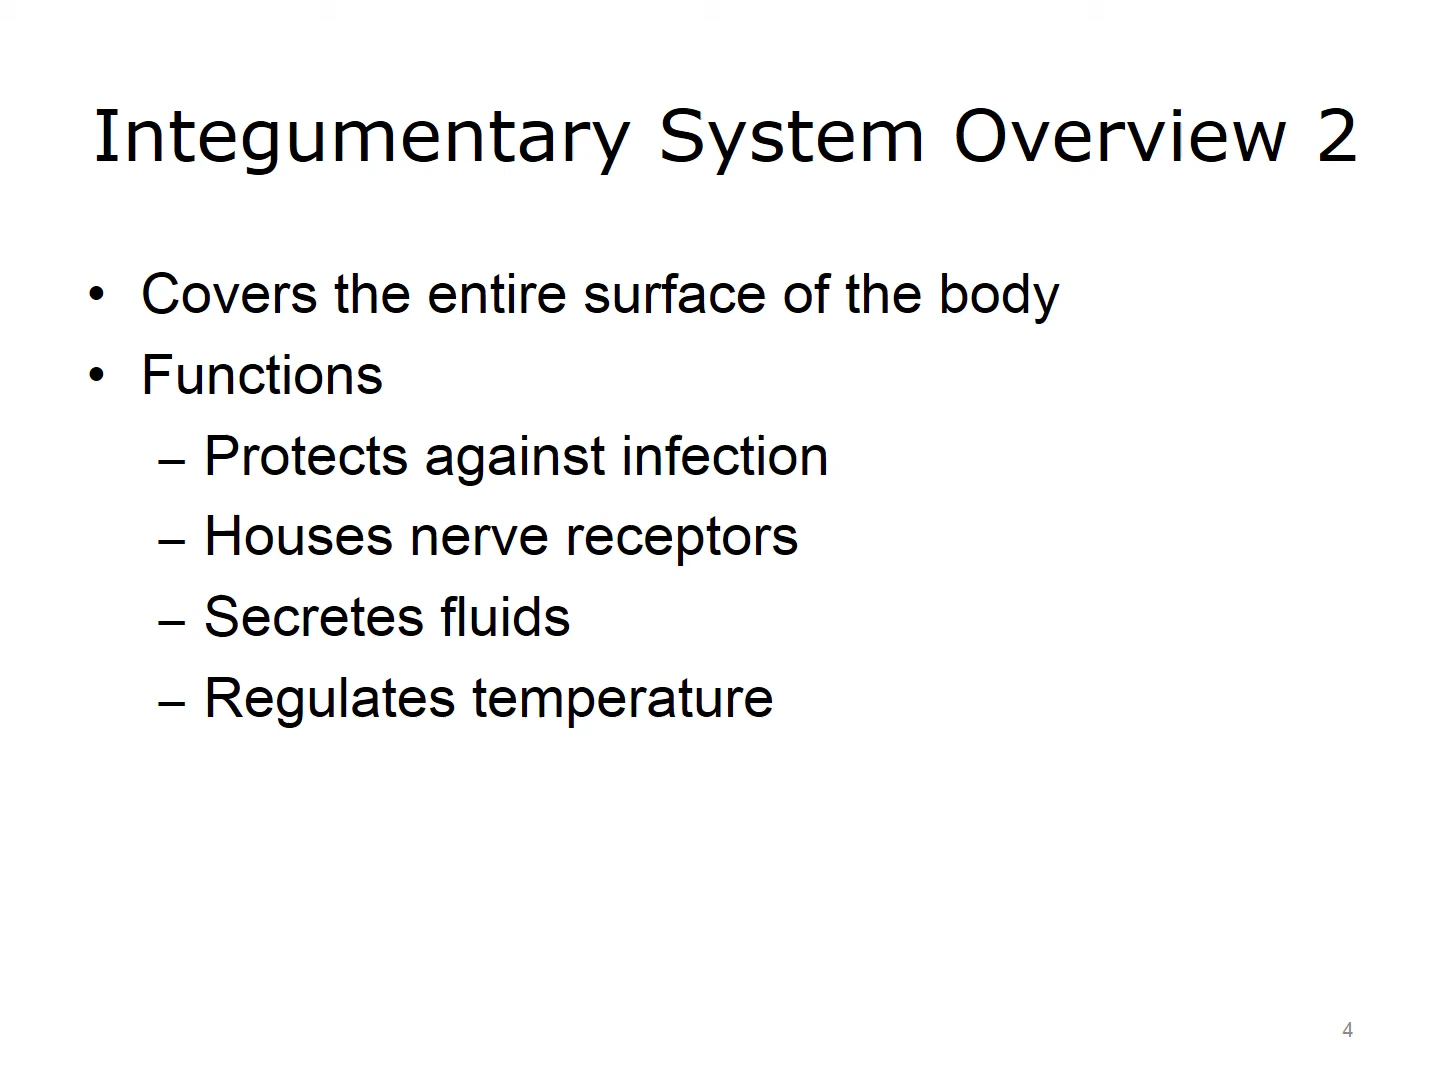 Integumentary System Overview 2
• Covers the entire surface of the body
• Functions
– Protects against infection
– Houses nerve receptors
– Secretes fluids
– Regulates temperature
4